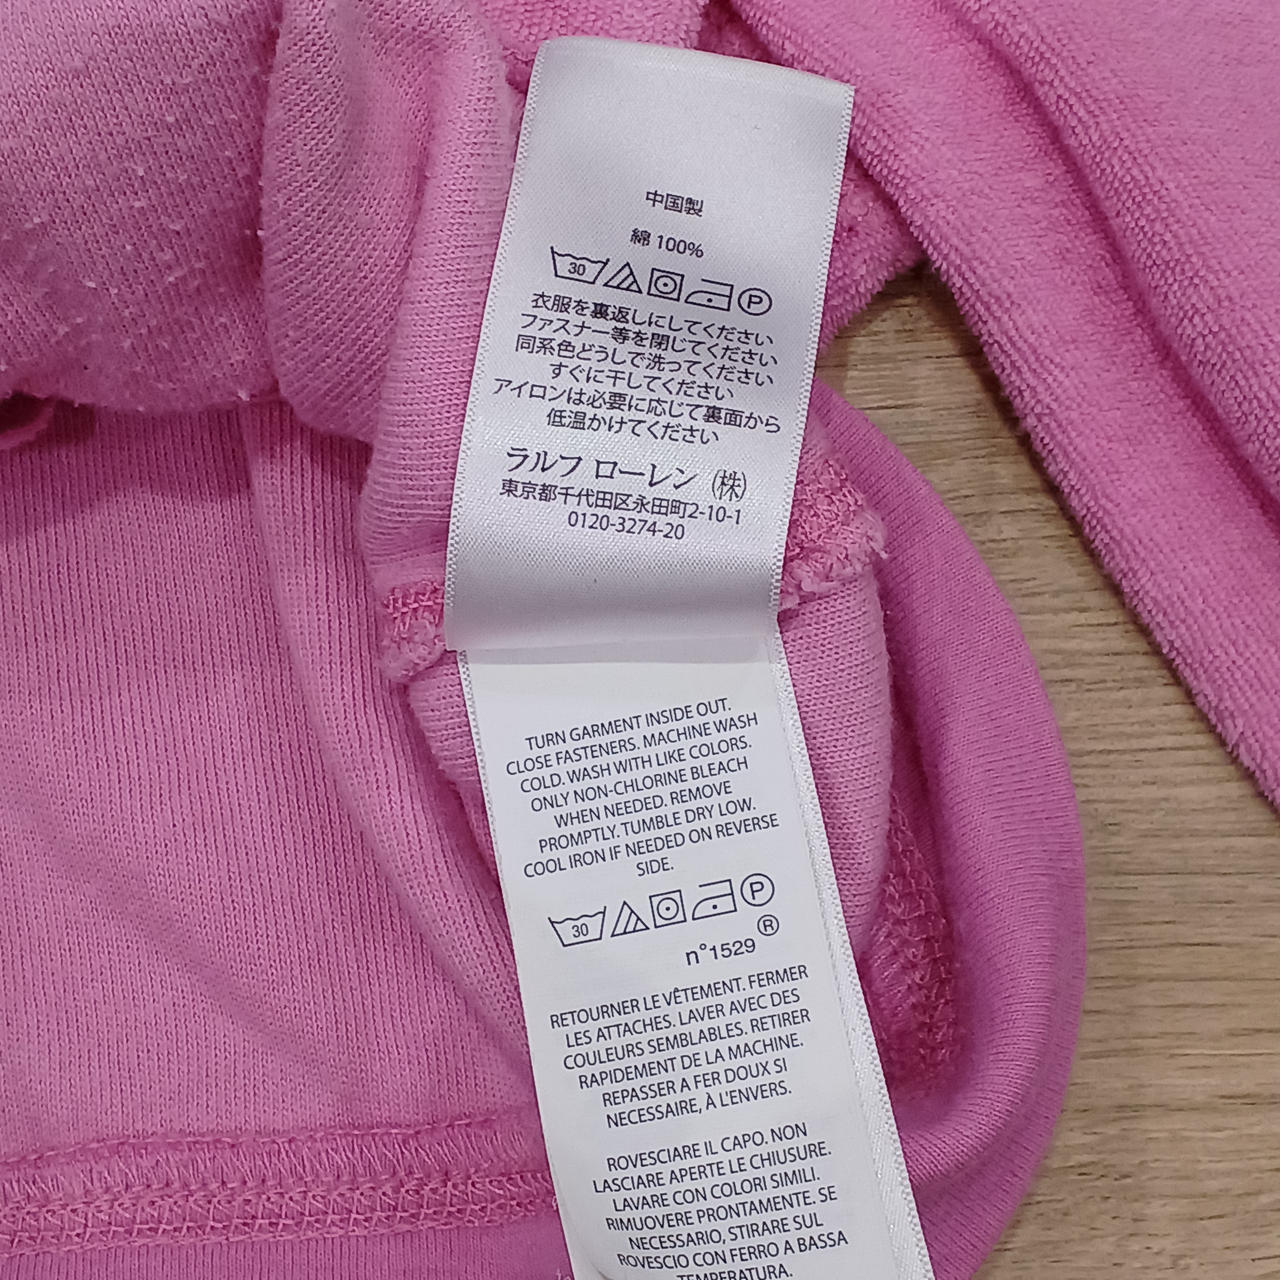 中国製
綿 100%
30 P
衣服を裏返しにしてください
ファスナー等を閉じてください
同系色どうしで洗ってください
すぐに干してください
アイロンは必要に応じて裏面から
低温かけてください
ラルフ ローレン (株)
東京都千代田区永田町2-10-1
0120-3274-20
TURN GARMENT INSIDE OUT.
CLOSE FASTENERS. MACHINE WASH
COLD. WASH WITH LIKE COLORS.
ONLY NON-CHLORINE BLEACH
WHEN NEEDED. REMOVE
PROMPTLY. TUMBLE DRY LOW.
COOL IRON IF NEEDED ON REVERSE
SIDE.
30 P
n°1529 ®
RETOURNER LE VÊTEMENT. FERMER
LES ATTACHES. LAVER AVEC DES
COULEURS SEMBLABLES. RETIRER
RAPIDEMENT DE LA MACHINE.
REPASSER A FER DOUX SI
NECESSAIRE, À L'ENVERS.
ROVESCIARE IL CAPO. NON
LASCIARE APERTE LE CHIUSURE.
LAVARE CON COLORI SIMILI.
RIMUOVERE PRONTAMENTE. SE
NECESSARIO, STIRARE SUL
ROVESCIO CON FERRO A BASSA
TEMPERATURA.